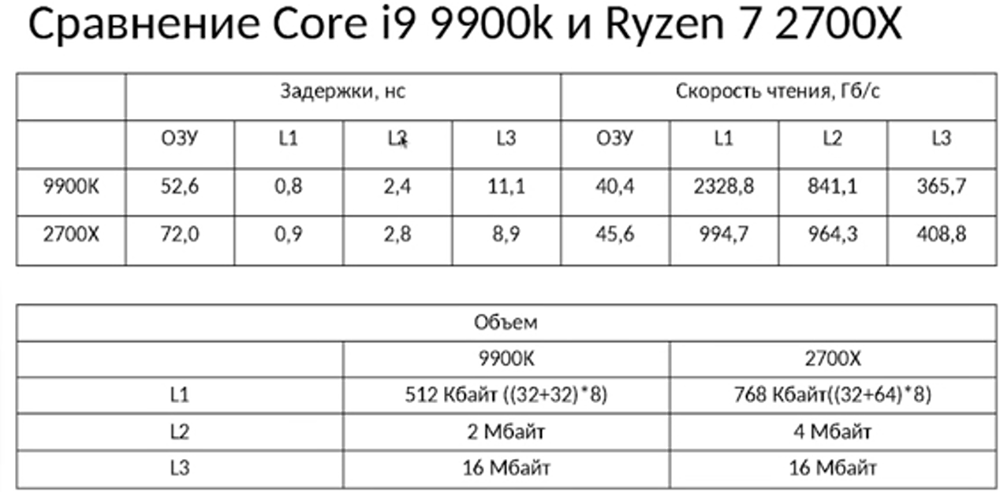 Сравнение Core i9 9900k и Ryzen 7 2700X
Задержки, нс Скорость чтения, Гб/с
ОЗУ L1 L2 L3 ОЗУ L1 L2 L3
9900K 52,6 0,8 2,4 11,1 40,4 2328,8 841,1 365,7
2700X 72,0 0,9 2,8 8,9 45,6 994,7 964,3 408,8
Объем
9900K 2700X
L1 512 Кбайт ((32+32)*8) 768 Кбайт((32+64)*8)
L2 2 Мбайт 4 Мбайт
L3 16 Мбайт 16 Мбайт